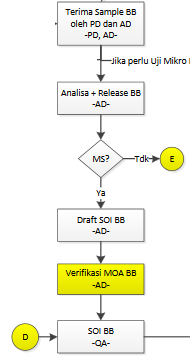 Terima Sample BB
oleh PD dan AD
-PD, AD-
Jika perlu Uji Mikro
Analisa + Release BB
-AD-
MS?
Tdk
E
Ya
Draft SOI BB
-AD-
Verifikasi MOA BB
-AD-
D
SOI BB
-QA-